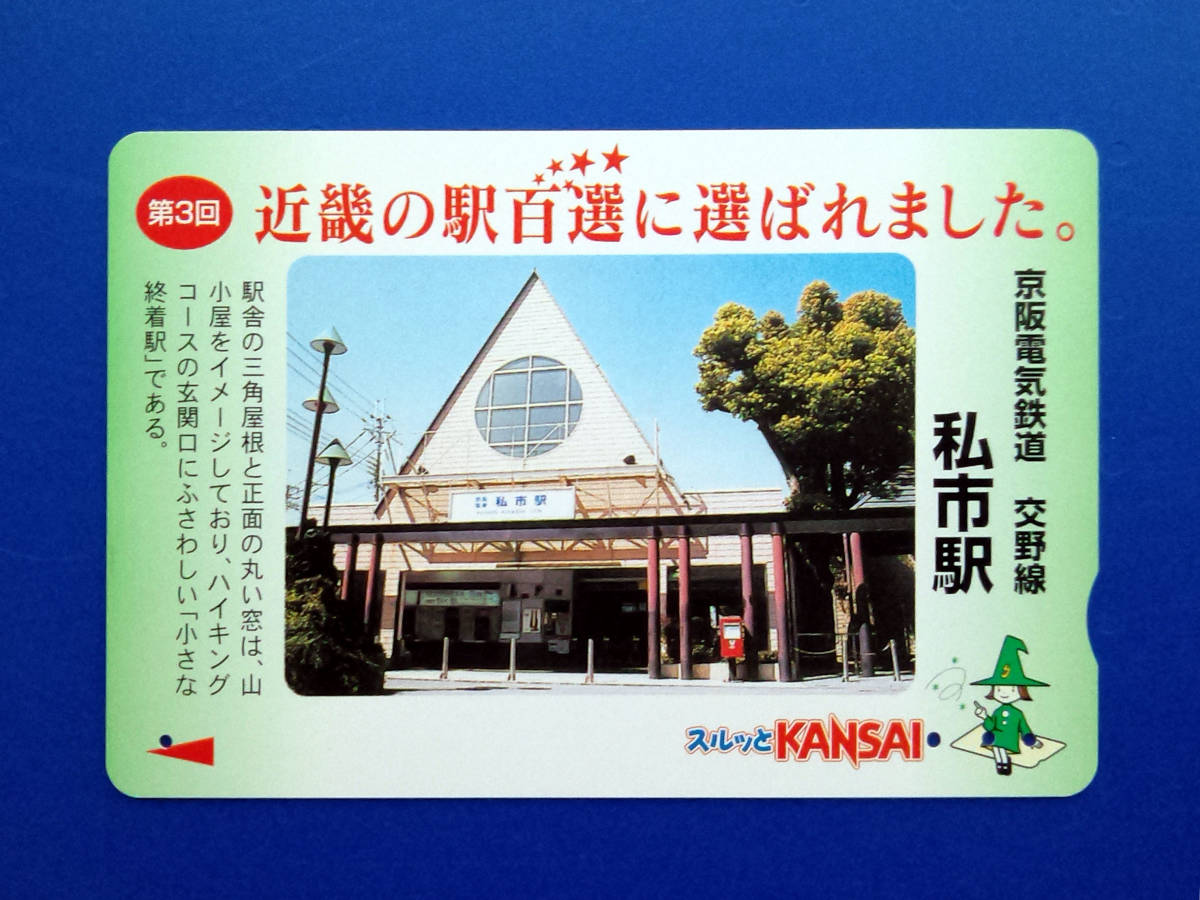 第3回
近畿の駅百選に選ばれました。
京阪電気鉄道 交野線
私市駅
駅舎の三角屋根と正面の丸い窓は、山
小屋をイメージしており、ハイキング
コースの玄関口にふさわしい「小さな
終着駅」である。
私市駅
スルッとKANSAI